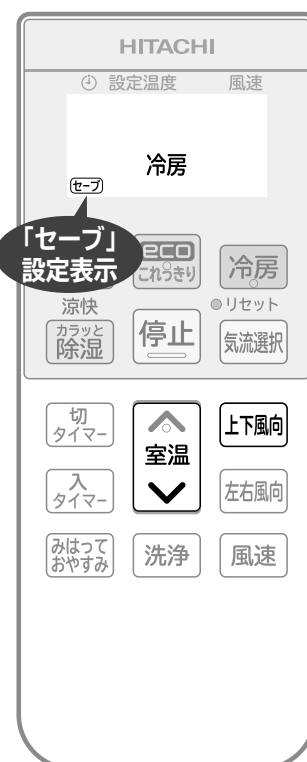 HITACHI
設定温度 風速
冷房
セーブ
「セーブ」
設定表示
eco
これっきり
冷房
涼快
カラッと
除湿
停止
リセット
気流選択
切
タイマー
室温
上下風向
入
タイマー
左右風向
みはって
おやすみ
洗浄
風速